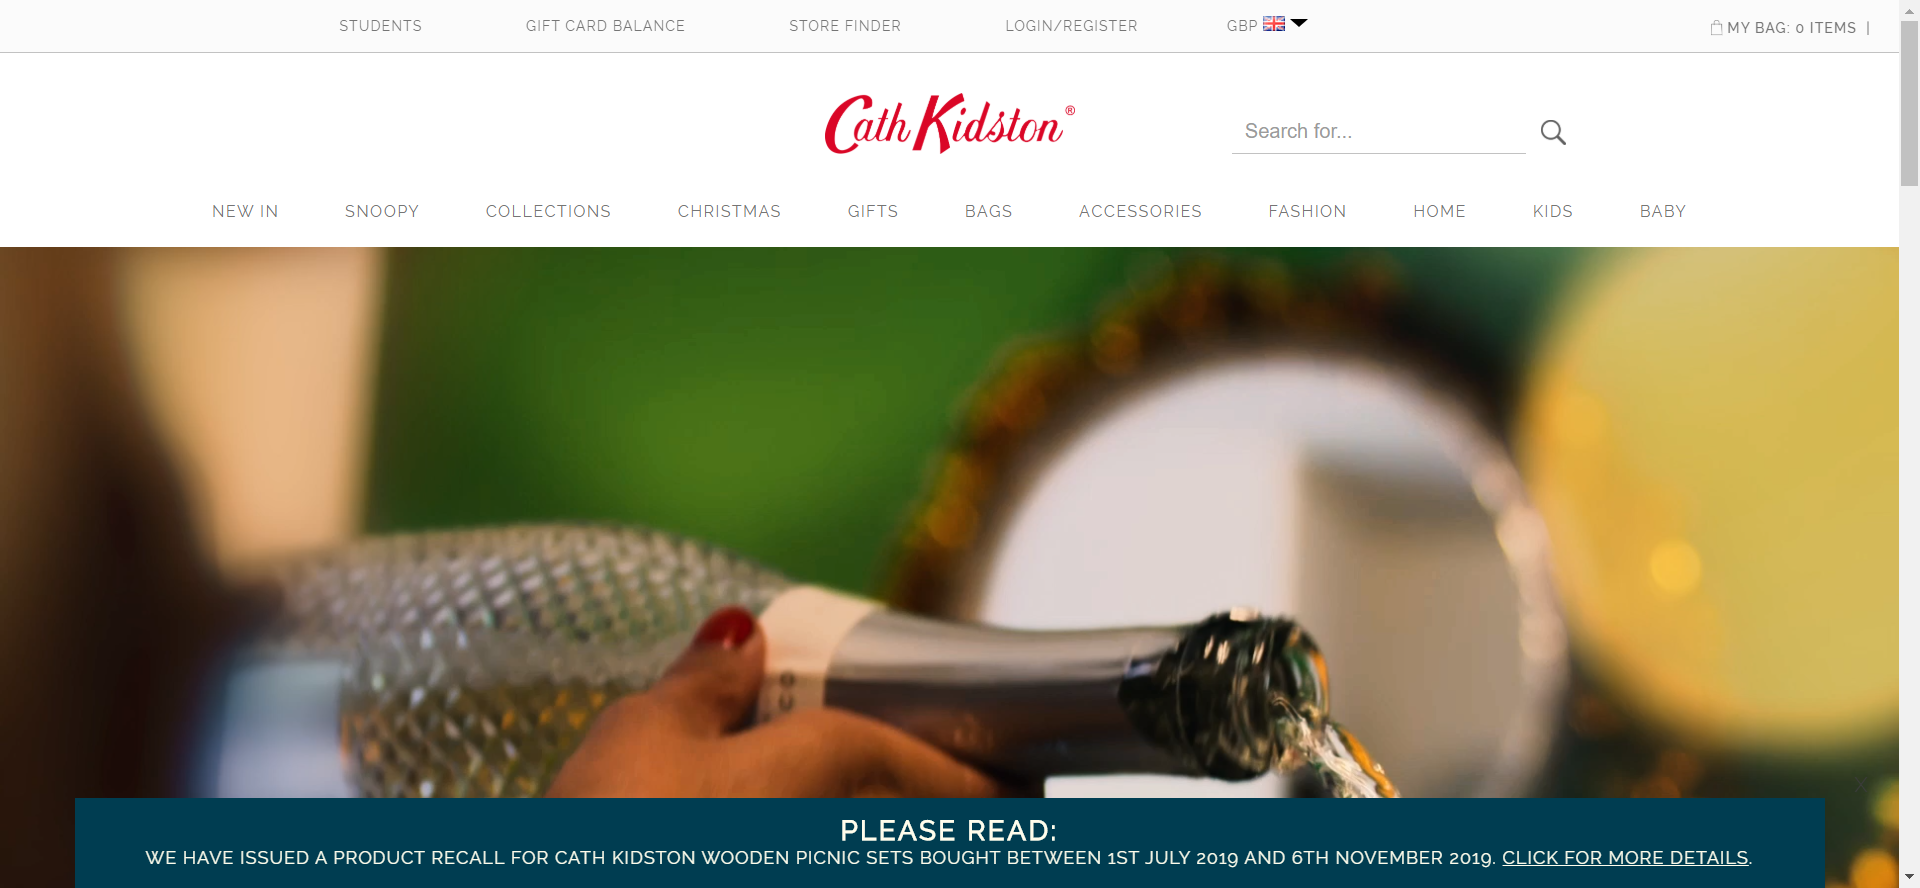 STUDENTS
GIFT CARD BALANCE
STORE FINDER
LOGIN/REGISTER
GBP
MY BAG: 0 ITEMS |
Cath Kidston®
Search for...
NEW IN
SNOOPY
COLLECTIONS
CHRISTMAS
GIFTS
BAGS
ACCESSORIES
FASHION
HOME
KIDS
BABY
PLEASE READ:
WE HAVE ISSUED A PRODUCT RECALL FOR CATH KIDSTON WOODEN PICNIC SETS BOUGHT BETWEEN 1ST JULY 2019 AND 6TH NOVEMBER 2019. CLICK FOR MORE DETAILS.